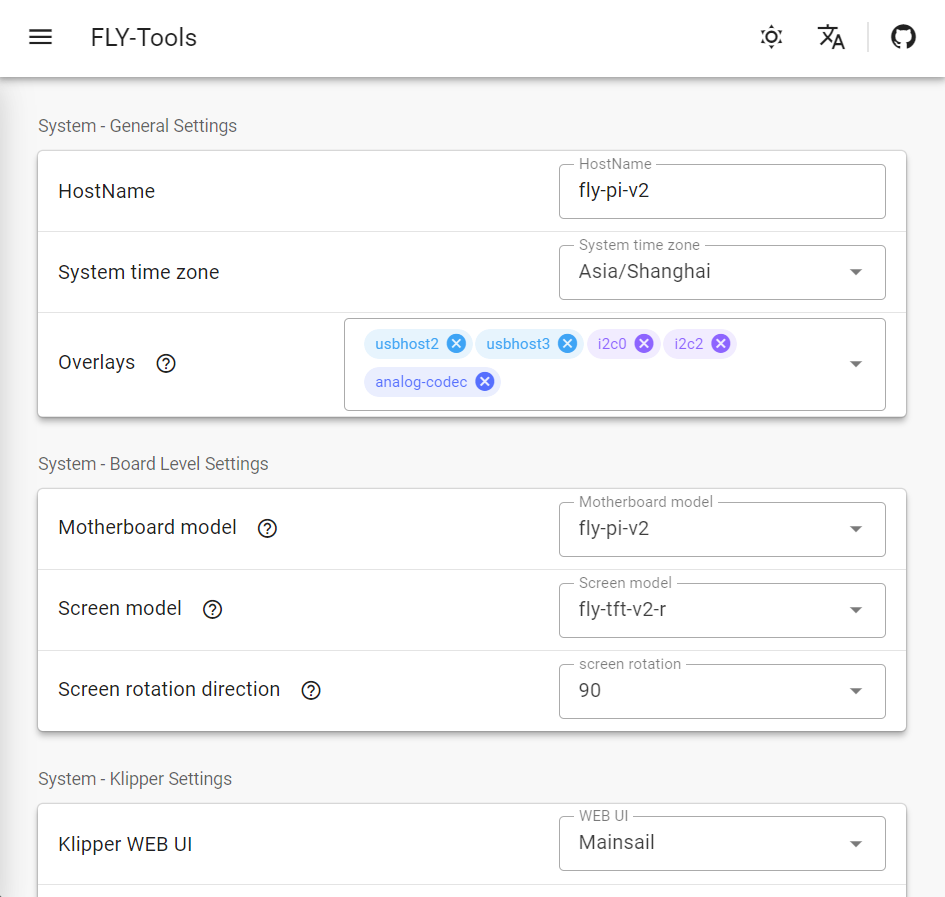 FLY-Tools
System - General Settings
HostName
HostName
fly-pi-v2
System time zone
System time zone
Asia/Shanghai
Overlays
usbhost2 usbhost3 i2c0 i2c2
analog-codec
System - Board Level Settings
Motherboard model
Motherboard model
fly-pi-v2
Screen model
Screen model
fly-tft-v2-r
Screen rotation direction
screen rotation
90
System - Klipper Settings
Klipper WEB UI
WEB UI
Mainsail